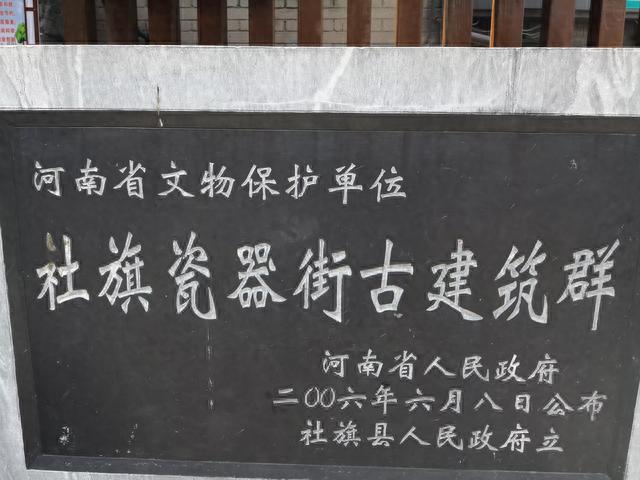 河南省文物保护单位
社旗瓷器街古建筑群
河南省人民政府
二〇〇六年六月八日公布
社旗县人民政府立